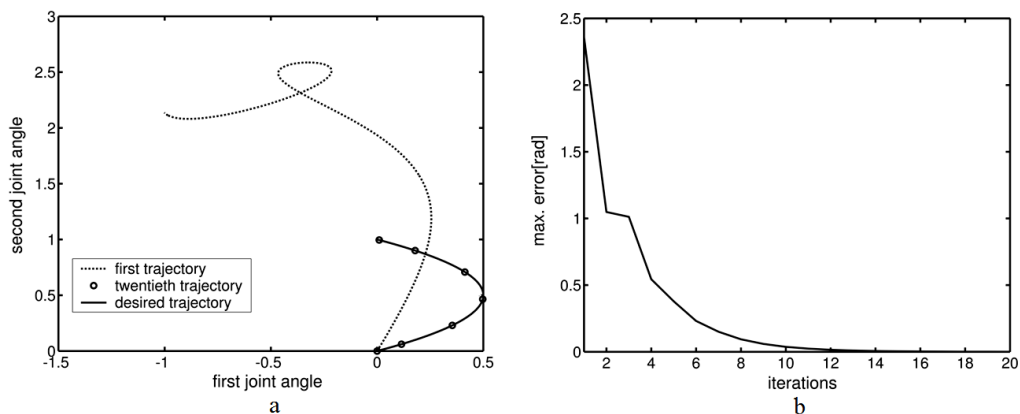 3
2.5
2
1.5
1
0.5
0
second joint angle
first trajectory
twentieth trajectory
desired trajectory
-1.5 -1 -0.5 0 0.5
first joint angle
a
2.5
2
1.5
1
0.5
0
max. error[rad]
2 4 6 8 10 12 14 16 18 20
iterations
b